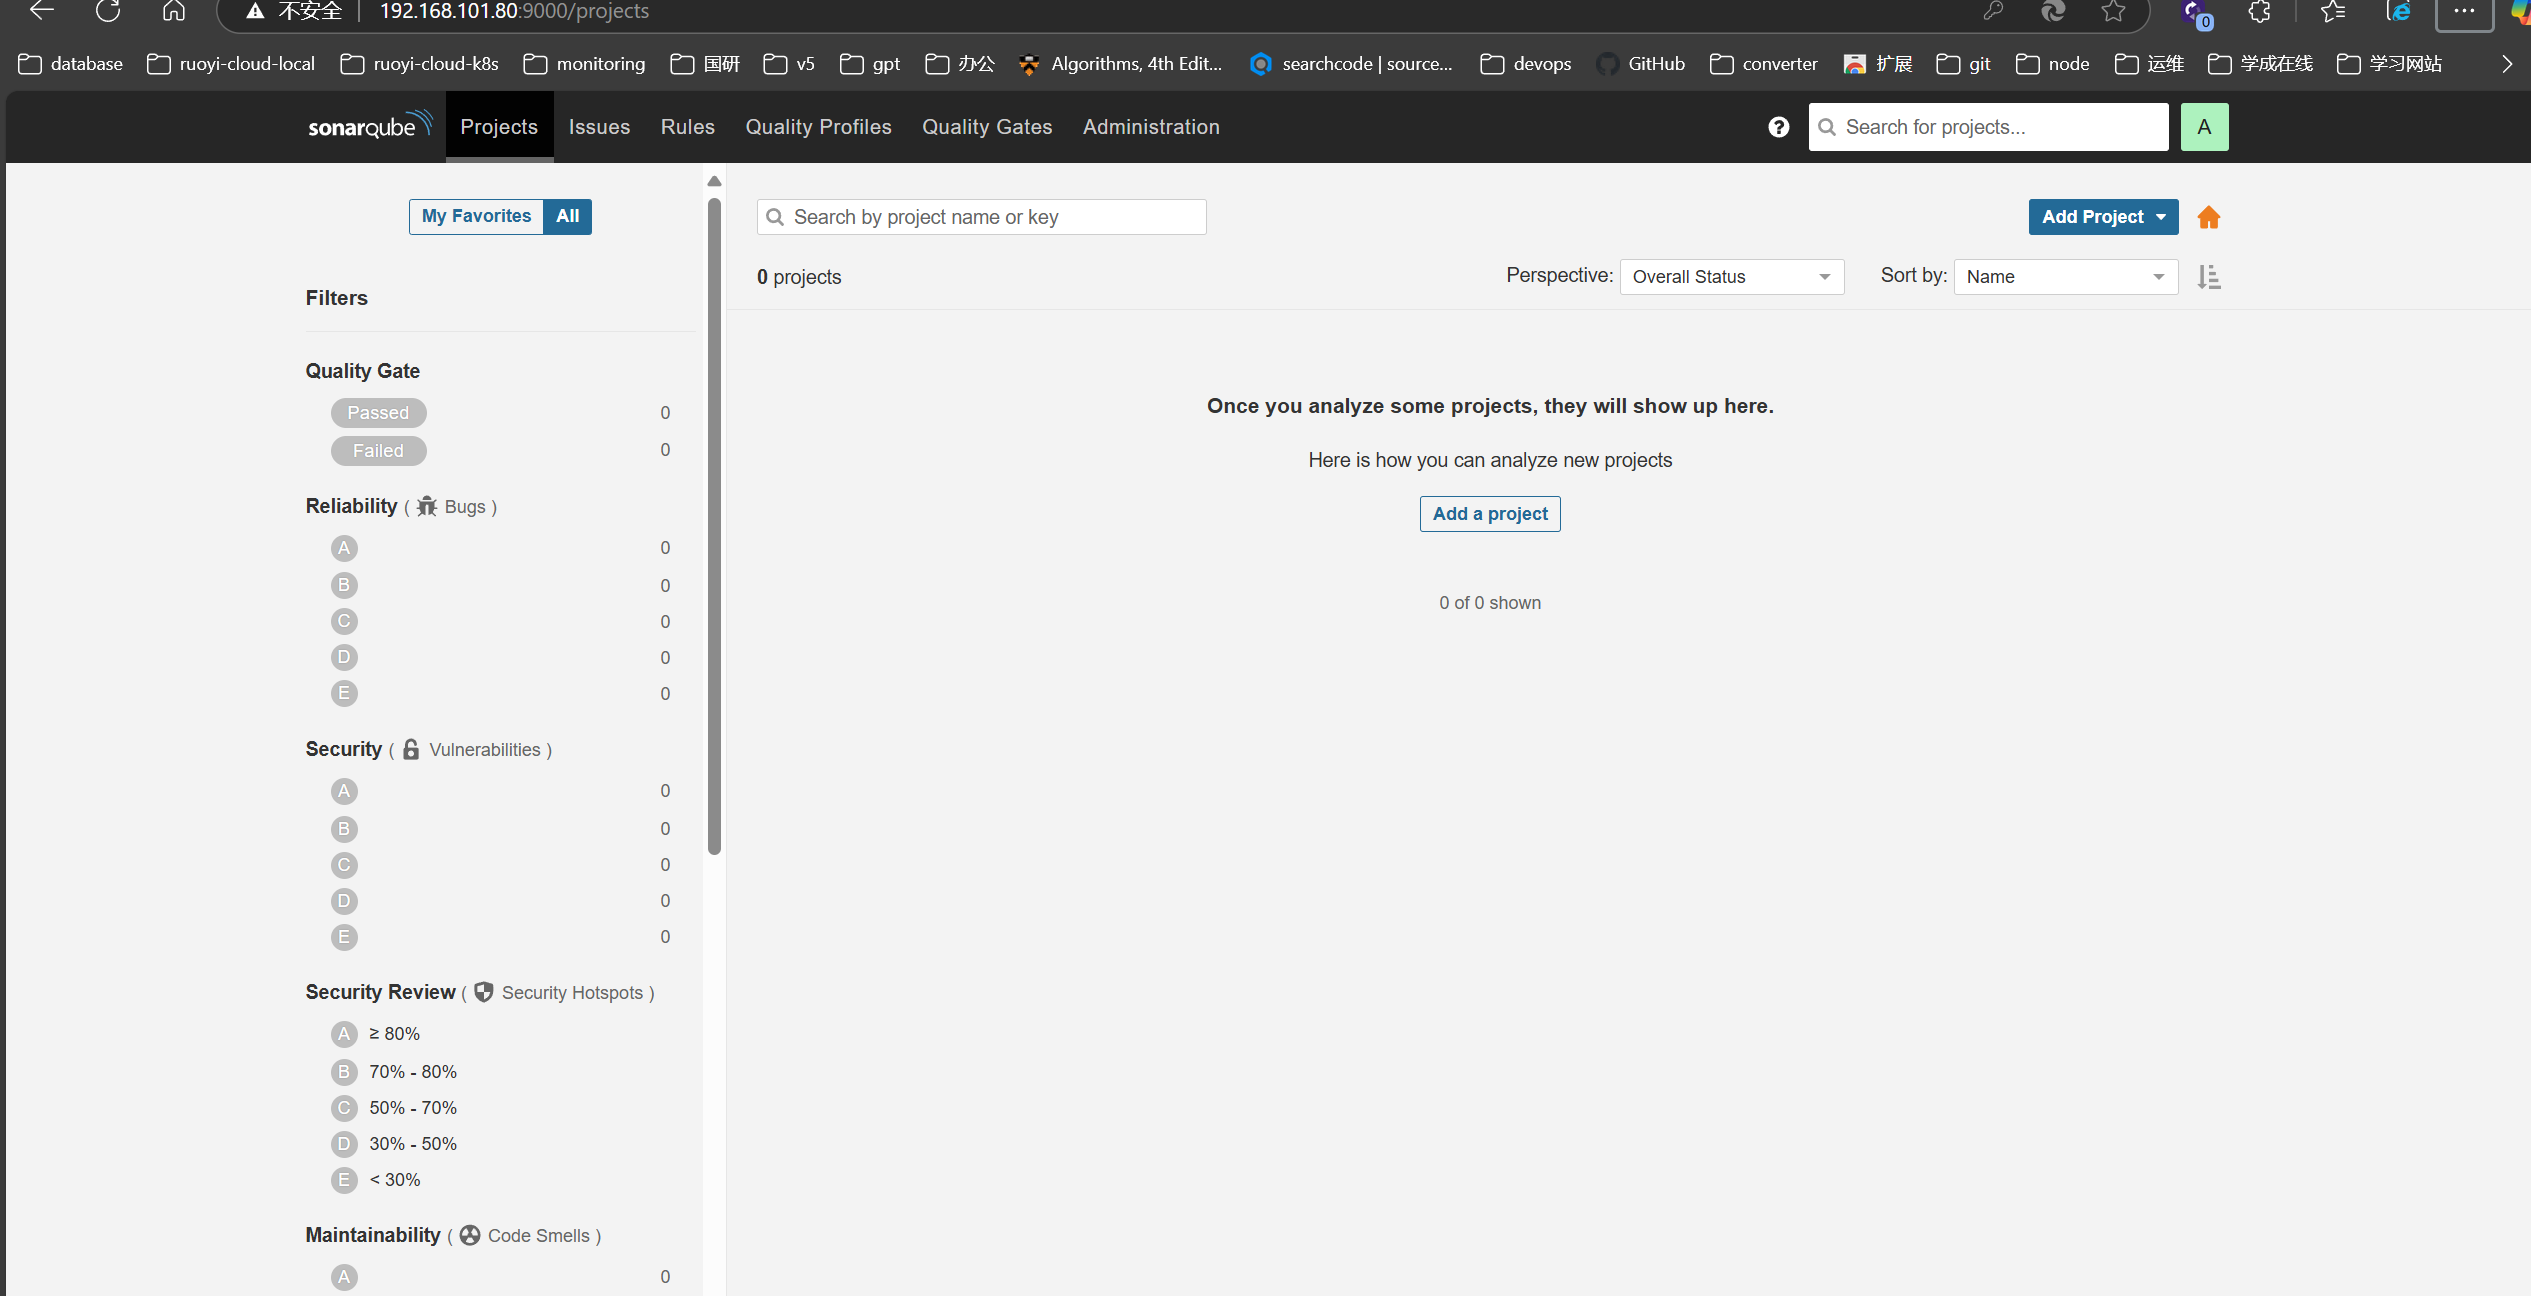 不安全 192.168.101.80:9000/projects 0
database ruoyi-cloud-local ruoyi-cloud-k8s monitoring 国研 v5 gpt 办公 Algorithms, 4th Edit... searchcode | source... devops GitHub converter 扩展 git node 运维 学成在线 学习网站
sonarqube Projects Issues Rules Quality Profiles Quality Gates Administration ? Search for projects... A
My Favorites All
Search by project name or key Add Project
0 projects Perspective: Overall Status Sort by: Name
Filters
Quality Gate
Passed 0
Failed 0
Reliability ( Bugs )
A 0
B 0
C 0
D 0
E 0
Security ( Vulnerabilities )
A 0
B 0
C 0
D 0
E 0
Security Review ( Security Hotspots )
A ≥ 80%
B 70% - 80%
C 50% - 70%
D 30% - 50%
E < 30%
Maintainability ( Code Smells )
A 0
Once you analyze some projects, they will show up here.
Here is how you can analyze new projects
Add a project
0 of 0 shown